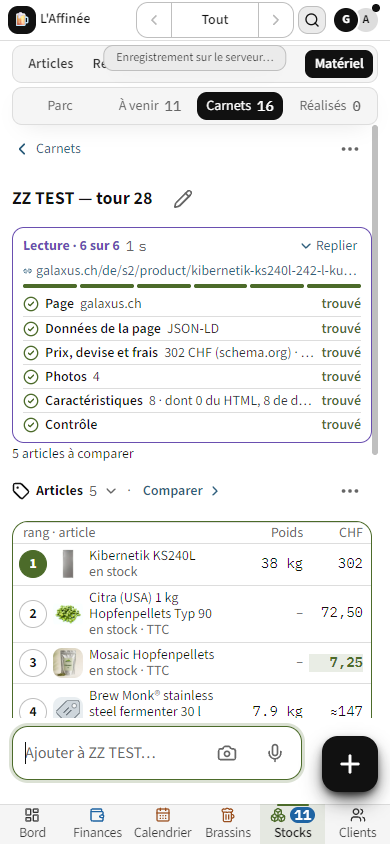 L'Affinée
Tout
G
A
Articles
Enregistrement sur le serveur…
Matériel
Parc
À venir 11
Carnets 16
Réalisés 0
Carnets
ZZ TEST — tour 28
Lecture · 6 sur 6 1 s
Replier
galaxus.ch/de/s2/product/kibernetik-ks240l-242-l-ku…
Page galaxus.ch trouvé
Données de la page JSON-LD trouvé
Prix, devise et frais 302 CHF (schema.org) · … trouvé
Photos 4 trouvé
Caractéristiques 8 · dont 0 du HTML, 8 de d… trouvé
Contrôle trouvé
5 articles à comparer
Articles 5 · Comparer
rang · article Poids CHF
1 Kibernetik KS240L 38 kg 302
en stock
Citra (USA) 1 kg
2 Hopfenpellets Typ 90 – 72,50
en stock · TTC
3 Mosaic Hopfenpellets – 7,25
en stock · TTC
Brew Monk® stainless
4 steel fermenter 30 l 7.9 kg ≈147
Ajouter à ZZ TEST…
Bord
Finances
Calendrier
Brassins
11
Stocks
Clients